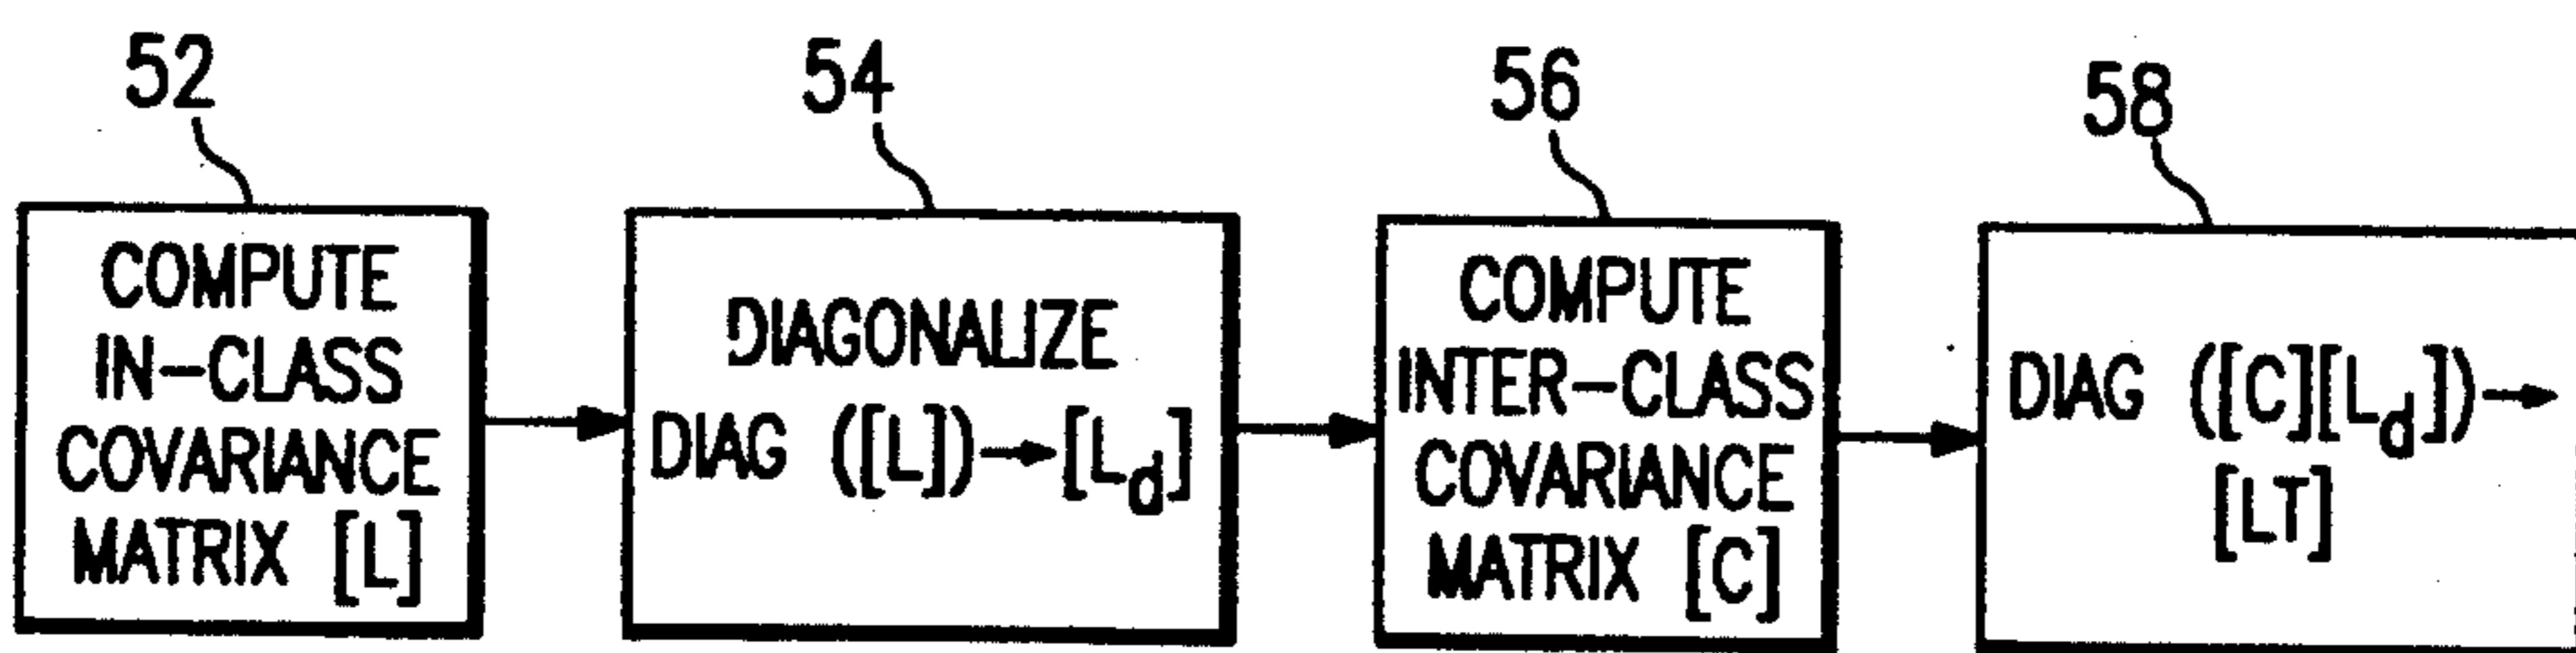 52
54
56
58
COMPUTE
IN-CLASS
COVARIANCE
MATRIX [L]
DIAGONALIZE
DIAG ([L])→[Ld]
COMPUTE
INTER-CLASS
COVARIANCE
MATRIX [C]
DIAG ([C][Ld])→
[LT]